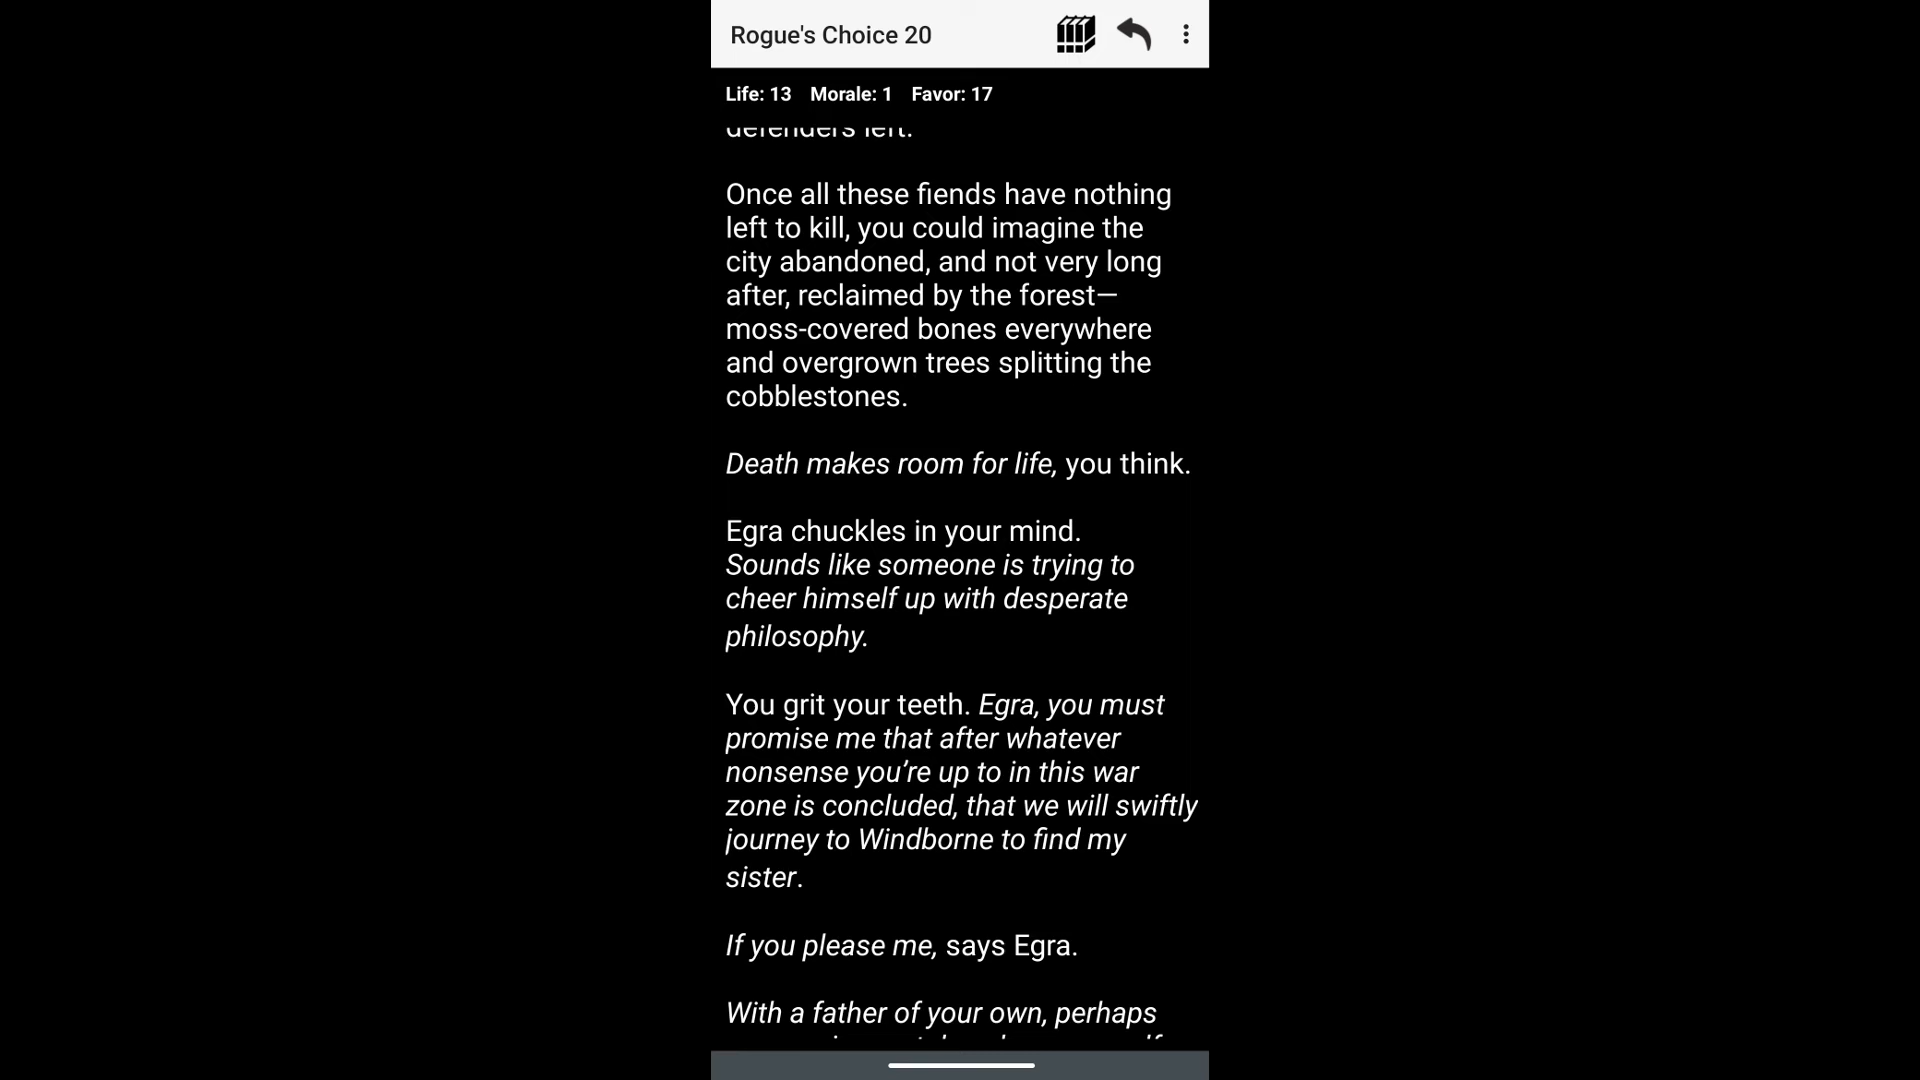 Rogue's Choice 20
Life: 13 Morale: 1 Favor: 17
defenders left.
Once all these fiends have nothing
left to kill, you could imagine the
city abandoned, and not very long
after, reclaimed by the forest—
moss-covered bones everywhere
and overgrown trees splitting the
cobblestones.
Death makes room for life, you think.
Egra chuckles in your mind.
Sounds like someone is trying to
cheer himself up with desperate
philosophy.
You grit your teeth. Egra, you must
promise me that after whatever
nonsense you’re up to in this war
zone is concluded, that we will swiftly
journey to Windborne to find my
sister.
If you please me, says Egra.
With a father of your own, perhaps